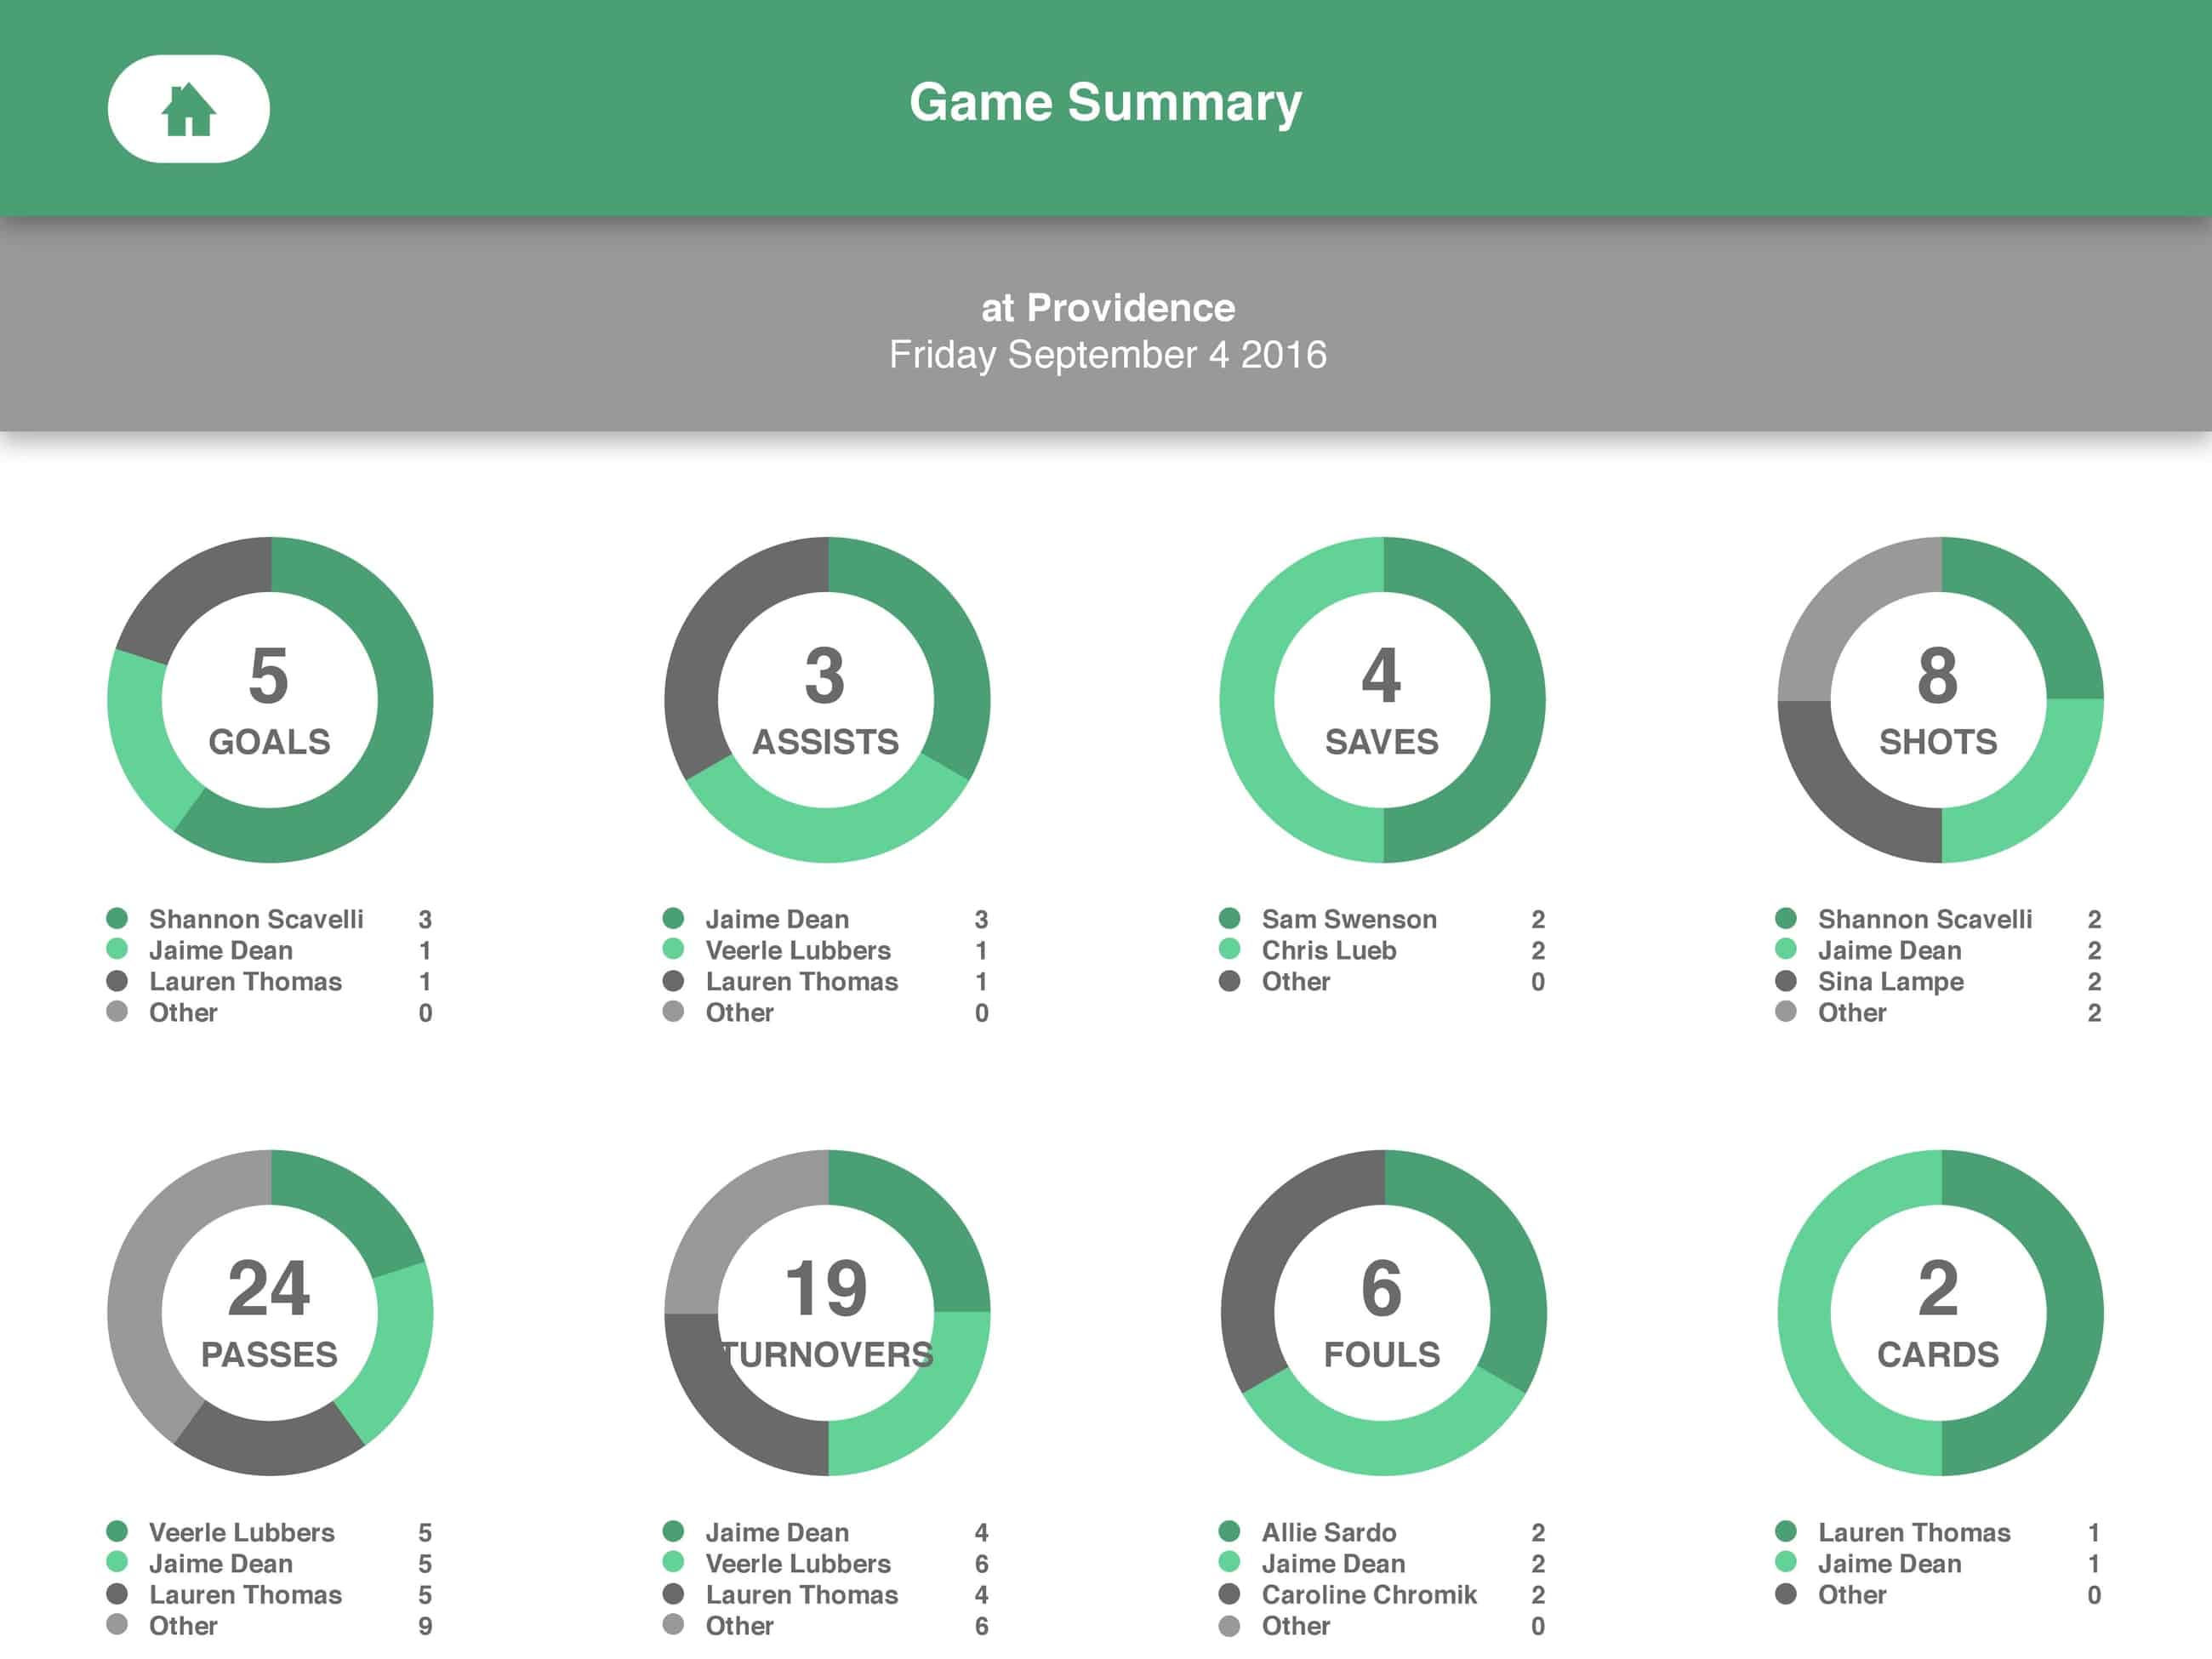 Game Summary
at Providence
Friday September 4 2016
5
GOALS
Shannon Scavelli 3
Jaime Dean 1
Lauren Thomas 1
Other 0
3
ASSISTS
Jaime Dean 3
Veerle Lubbers 1
Lauren Thomas 1
Other 0
4
SAVES
Sam Swenson 2
Chris Lueb 2
Other 0
8
SHOTS
Shannon Scavelli 2
Jaime Dean 2
Sina Lampe 2
Other 2
24
PASSES
Veerle Lubbers 5
Jaime Dean 5
Lauren Thomas 5
Other 9
19
TURNOVERS
Jaime Dean 4
Veerle Lubbers 6
Lauren Thomas 4
Other 6
6
FOULS
Allie Sardo 2
Jaime Dean 2
Caroline Chromik 2
Other 0
2
CARDS
Lauren Thomas 1
Jaime Dean 1
Other 0